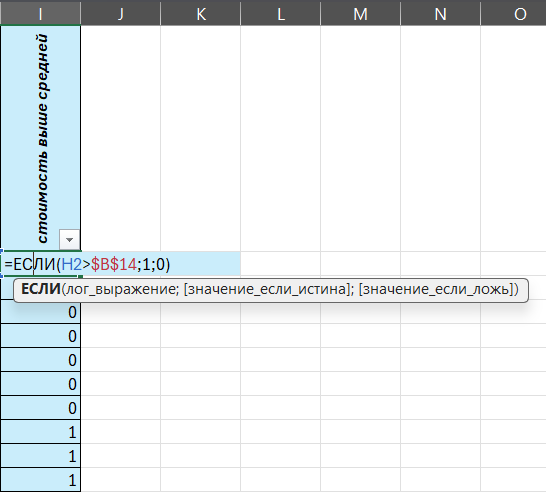 I J K L M N O
стоимость выше средней
=ЕСЛИ(H2>$B$14;1;0)
ЕСЛИ(лог_выражение; [значение_если_истина]; [значение_если_ложь])
0
0
0
0
0
1
1
1